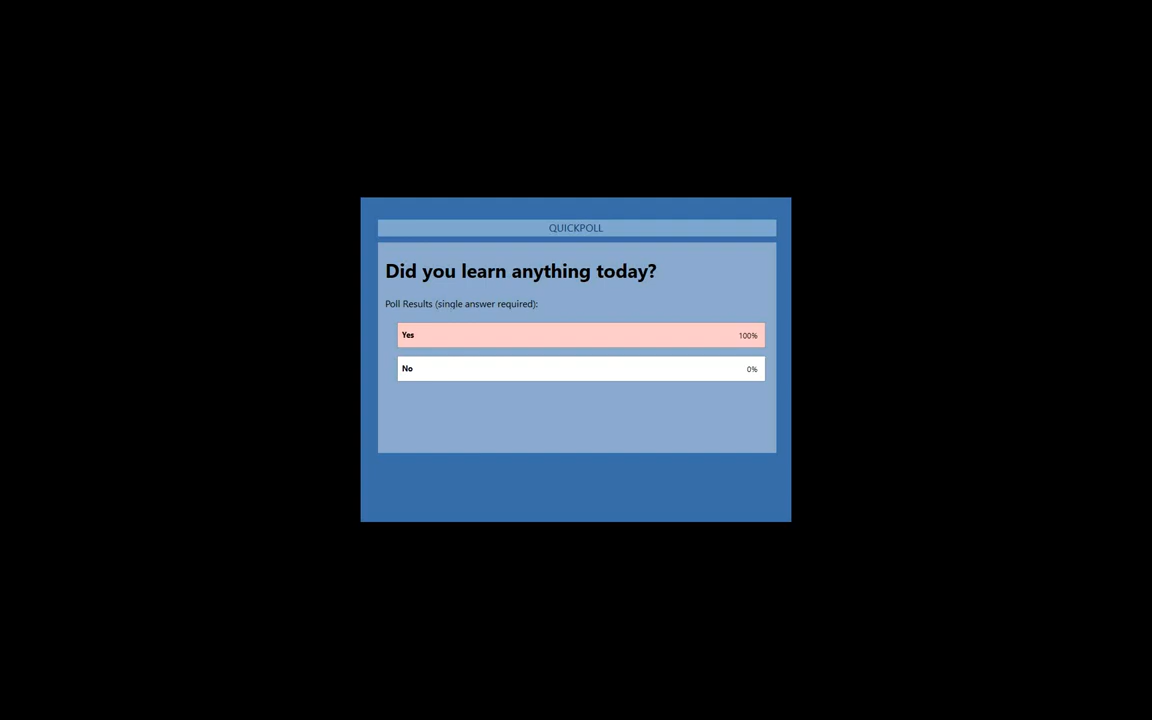 QUICKPOLL
Did you learn anything today?
Poll Results (single answer required):
Yes 100%
No 0%